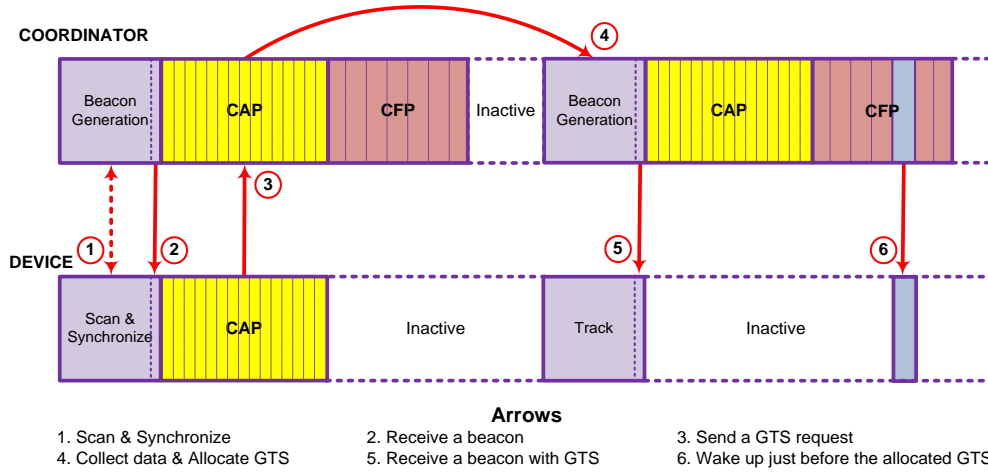 COORDINATOR
4
Beacon
Generation
CAP
CFP
Inactive
Beacon
Generation
CAP
CFP
3
1
2
5
6
DEVICE
Scan &
Synchronize
CAP
Inactive
Track
Inactive
Arrows
1. Scan & Synchronize
2. Receive a beacon
3. Send a GTS request
4. Collect data & Allocate GTS
5. Receive a beacon with GTS
6. Wake up just before the allocated GTS